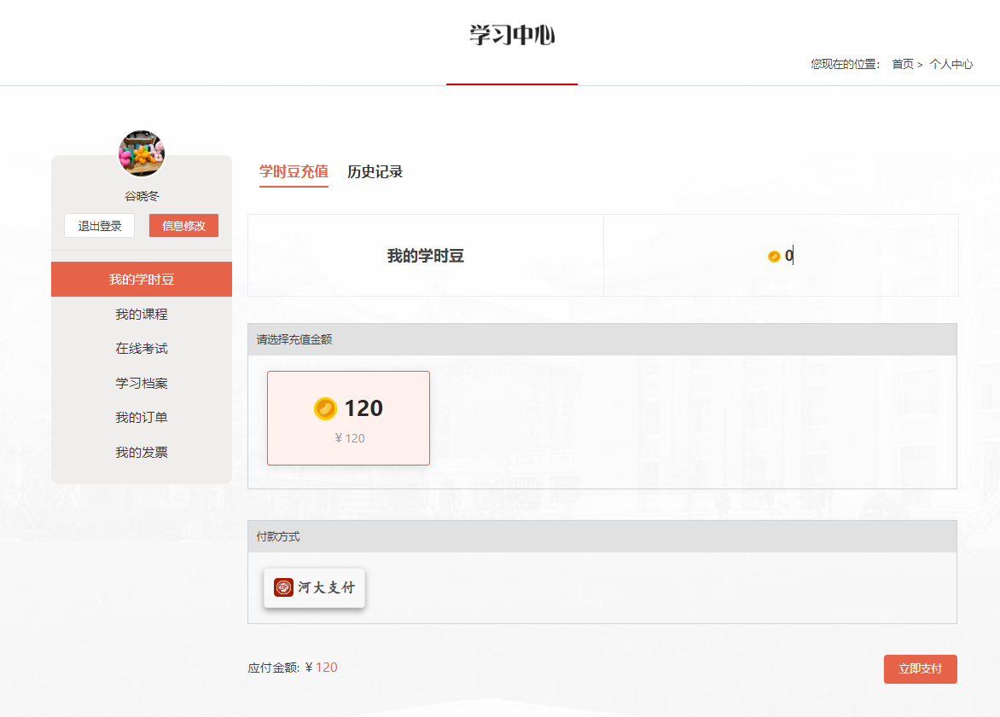 学习中心
您现在的位置： 首页 > 个人中心
谷晓冬
退出登录 信息修改
我的学时豆
我的课程
在线考试
学习档案
我的订单
我的发票
学时豆充值 历史记录
我的学时豆 0
请选择充值金额
120
¥ 120
付款方式
河大支付
应付金额: ¥ 120
立即支付